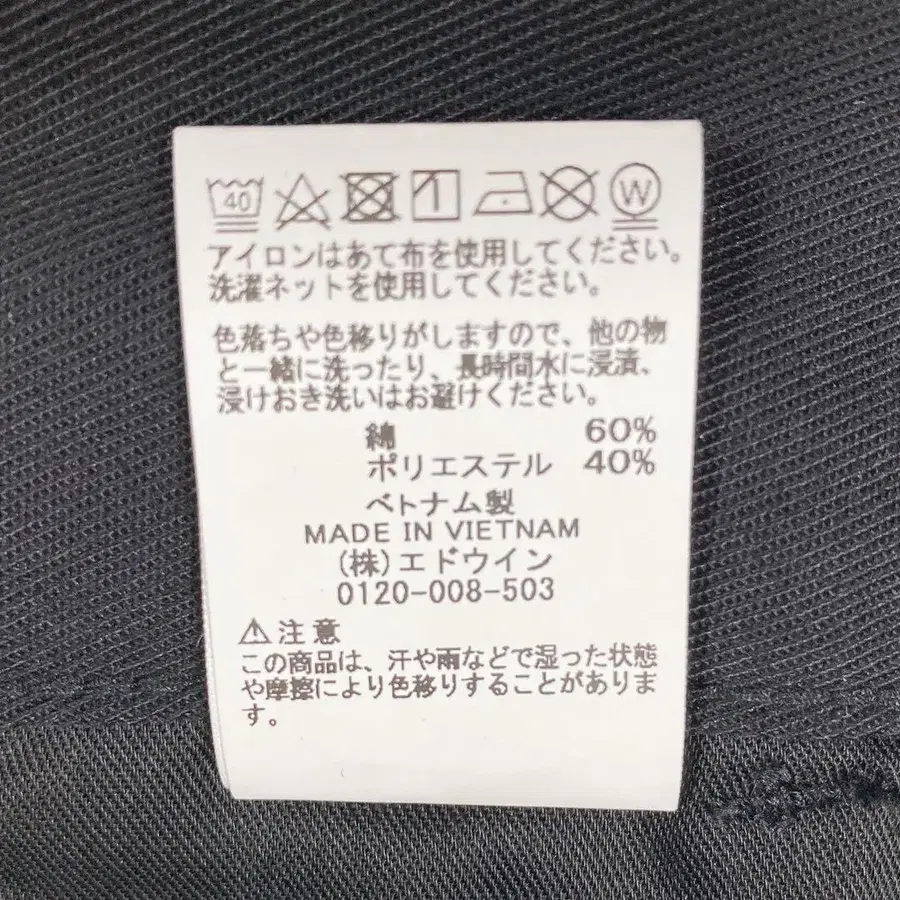 40 W
アイロンはあて布を使用してください。
洗濯ネットを使用してください。
色落ちや色移りがしますので、他の物
と一緒に洗ったり、長時間水に浸漬、
浸けおき洗いはお避けください。
綿 60%
ポリエステル 40%
ベトナム製
MADE IN VIETNAM
(株)エドウイン
0120-008-503
⚠注意
この商品は、汗や雨などで湿った状態
や摩擦により色移りすることがありま
す。